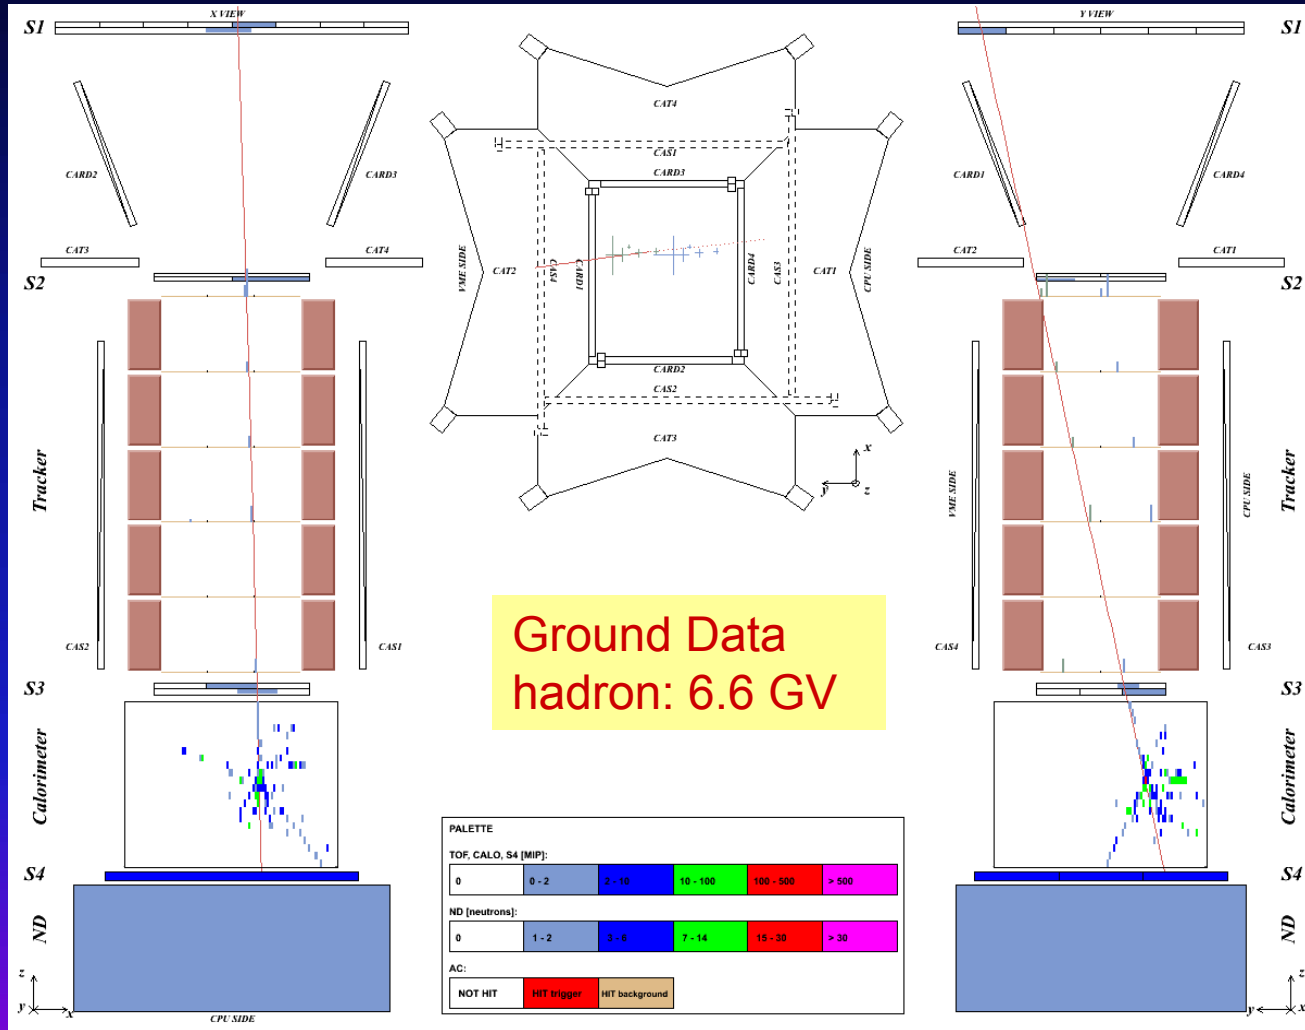 X VIEW
S1
CARD2
CARD3
CAT3
CAT4
S2
Tracker
CAS2
CAS1
S3
Calorimeter
S4
ND
z
y
x
CPU SIDE
CAT4
CAS1
CARD3
VME SIDE
CAT2
CAS4
CARD1
CARD4
CAS3
CAT1
CPU SIDE
CARD2
CAS2
CAT3
x
y
z
Ground Data
hadron: 6.6 GV
PALETTE
TOF, CALO, S4 [MIP]:
0 0 - 2 2 - 10 10 - 100 100 - 500 > 500
ND [neutrons]:
0 1 - 2 3 - 6 7 - 14 15 - 30 > 30
AC:
NOT HIT HIT trigger HIT background
Y VIEW
S1
CARD1
CARD4
CAT2
CAT1
S2
VME SIDE
CPU SIDE
Tracker
CAS4
CAS3
S3
Calorimeter
S4
ND
z
y
x